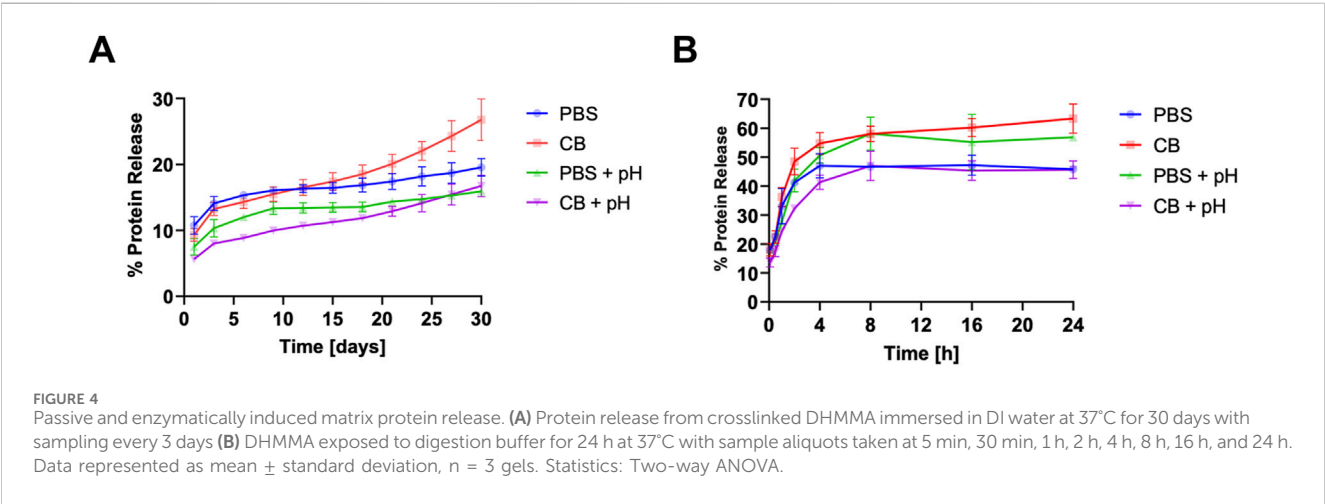 A
B
% Protein Release
30
20
10
0
0 5 10 15 20 25 30
Time [days]
PBS
CB
PBS + pH
CB + pH
% Protein Release
70
60
50
40
30
20
10
0
0 4 8 12 16 20 24
Time [h]
PBS
CB
PBS + pH
CB + pH
FIGURE 4
Passive and enzymatically induced matrix protein release. (A) Protein release from crosslinked DHMMA immersed in DI water at 37°C for 30 days with
sampling every 3 days (B) DHMMA exposed to digestion buffer for 24 h at 37°C with sample aliquots taken at 5 min, 30 min, 1 h, 2 h, 4 h, 8 h, 16 h, and 24 h.
Data represented as mean ± standard deviation, n = 3 gels. Statistics: Two-way ANOVA.